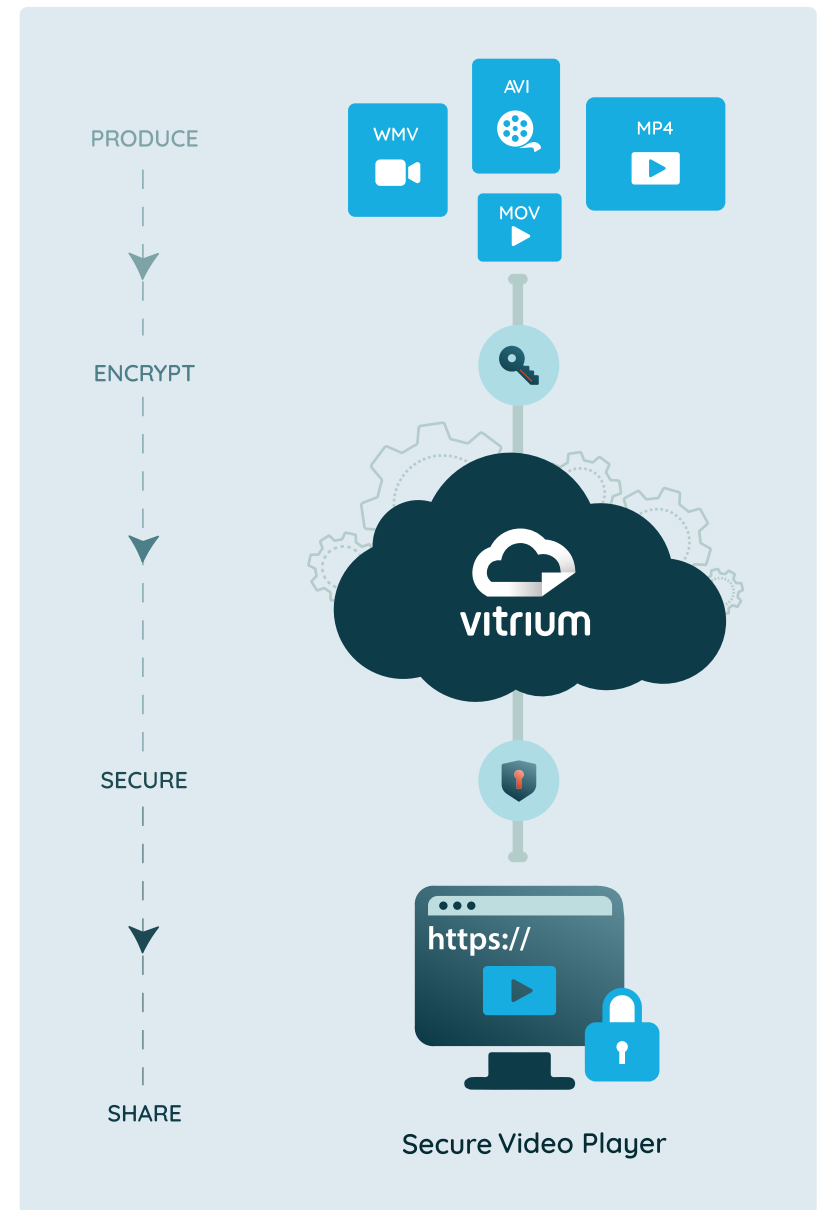 PRODUCE
WMV
AVI
MP4
MOV
ENCRYPT
vitrium
SECURE
https://
SHARE
Secure Video Player